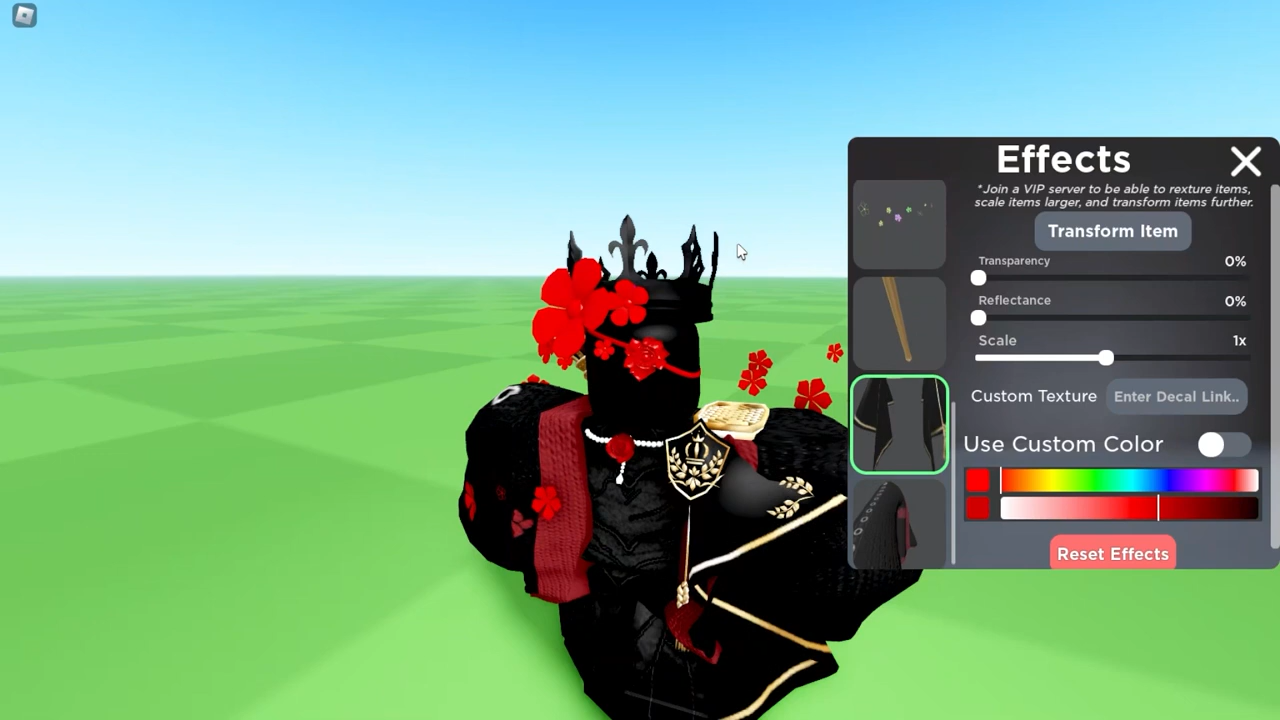 Effects
*Join a VIP server to be able to rexture items,
scale items larger, and transform items further.
Transform Item
Transparency 0%
Reflectance 0%
Scale 1x
Custom Texture Enter Decal Link..
Use Custom Color
Reset Effects